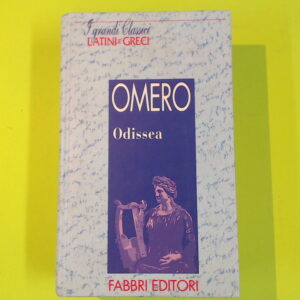 I grandi Classici
LATINI e GRECI
OMERO
Odissea
FABBRI EDITORI